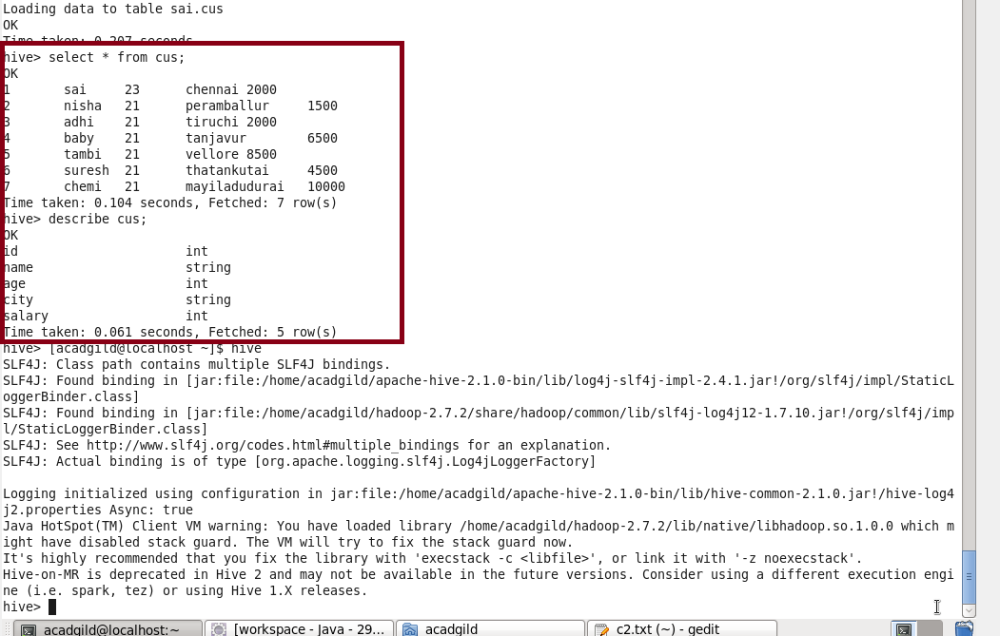 Loading data to table sai.cus
OK
Time taken: 0.207 seconds
hive> select * from cus;
OK
1 sai 23 chennai 2000
2 nisha 21 peramballur 1500
3 adhi 21 tiruchi 2000
4 baby 21 tanjavur 6500
5 tambi 21 vellore 8500
6 suresh 21 thatankutai 4500
7 chemi 21 mayiladudurai 10000
Time taken: 0.104 seconds, Fetched: 7 row(s)
hive> describe cus;
OK
id int
name string
age int
city string
salary int
Time taken: 0.061 seconds, Fetched: 5 row(s)
hive> [acadgild@localhost ~]$ hive
SLF4J: Class path contains multiple SLF4J bindings.
SLF4J: Found binding in [jar:file:/home/acadgild/apache-hive-2.1.0-bin/lib/log4j-slf4j-impl-2.4.1.jar!/org/slf4j/impl/StaticL
oggerBinder.class]
SLF4J: Found binding in [jar:file:/home/acadgild/hadoop-2.7.2/share/hadoop/common/lib/slf4j-log4j12-1.7.10.jar!/org/slf4j/imp
l/StaticLoggerBinder.class]
SLF4J: See http://www.slf4j.org/codes.html#multiple_bindings for an explanation.
SLF4J: Actual binding is of type [org.apache.logging.slf4j.Log4jLoggerFactory]
Logging initialized using configuration in jar:file:/home/acadgild/apache-hive-2.1.0-bin/lib/hive-common-2.1.0.jar!/hive-log4
j2.properties Async: true
Java HotSpot(TM) Client VM warning: You have loaded library /home/acadgild/hadoop-2.7.2/lib/native/libhadoop.so.1.0.0 which m
ight have disabled stack guard. The VM will try to fix the stack guard now.
It's highly recommended that you fix the library with 'execstack -c <libfile>', or link it with '-z noexecstack'.
Hive-on-MR is deprecated in Hive 2 and may not be available in the future versions. Consider using a different execution engi
ne (i.e. spark, tez) or using Hive 1.X releases.
hive>
acadgild@localhost:~ [workspace - Java - 29... acadgild c2.txt (~) - gedit